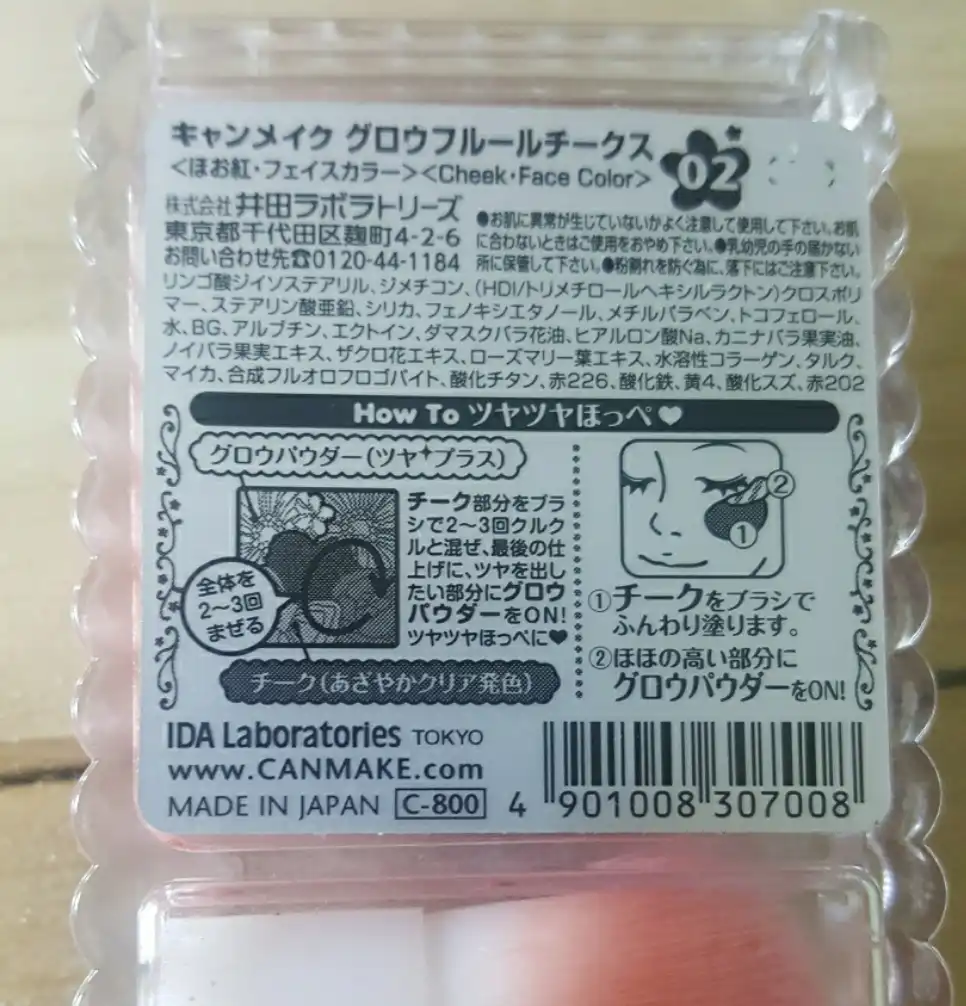 キャンメイク グロウフルールチークス
<ほお紅・フェイスカラー><Cheek・Face Color>
02
株式会社 井田ラボラトリーズ
東京都千代田区麹町4-2-6
お問い合わせ先☎0120-44-1184
●お肌に異常が生じていないかよく注意して使用して下さい。お肌
に合わないときはご使用をおやめ下さい。●乳幼児の手の届かない
所に保管して下さい。●粉割れを防ぐ為に、落下にはご注意下さい。
リンゴ酸ジイソステアリル、ジメチコン、(HDI/トリメチロールヘキシルラクトン)クロスポリ
マー、ステアリン酸亜鉛、シリカ、フェノキシエタノール、メチルパラベン、トコフェロール、
水、BG、アルブチン、エクトイン、ダマスクバラ花油、ヒアルロン酸Na、カニナバラ果実油、
ノイバラ果実エキス、ザクロ花エキス、ローズマリー葉エキス、水溶性コラーゲン、タルク、
マイカ、合成フルオロフロゴパイト、酸化チタン、赤226、酸化鉄、黄4、酸化スズ、赤202
How To ツヤツヤほっぺ♥
グロウパウダー(ツヤ✦プラス)
全体を
2〜3回
まぜる
チーク(あざやかクリア発色)
チーク部分をブラ
シで2〜3回クルク
ルと混ぜ、最後の仕
上げに、ツヤを出し
たい部分にグロウ
パウダーをON!
ツヤツヤほっぺに♥
②
①
①チークをブラシで
ふんわり塗ります。
②ほほの高い部分に
グロウパウダーをON!
IDA Laboratories TOKYO
www.CANMAKE.com
MADE IN JAPAN C-800
4 901008 307008